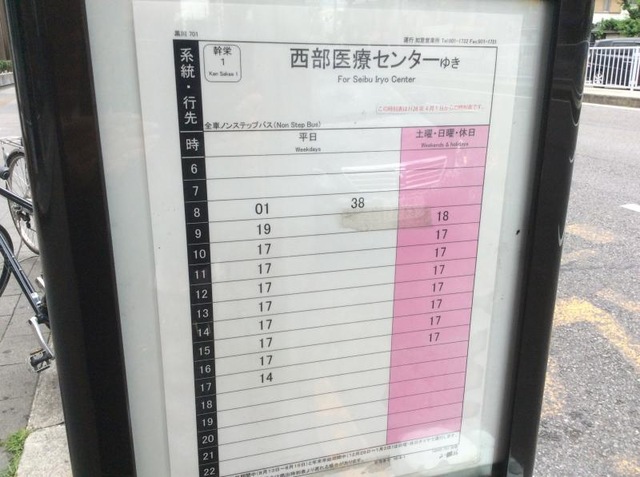 黒川 701
系統・行先
幹栄
1
Kan Sakae 1
西部医療センターゆき
For Seibu Iryo Center
全車ノンステップバス(Non Step Bus)
時 平日 土曜・日曜・休日
Weekdays Weekends & holidays
6
7
8 01 38
9 19 18
10 17 17
11 17 17
12 17 17
13 17 17
14 17 17
15 17 17
16 17 17
17 14
18
19
20
21
22